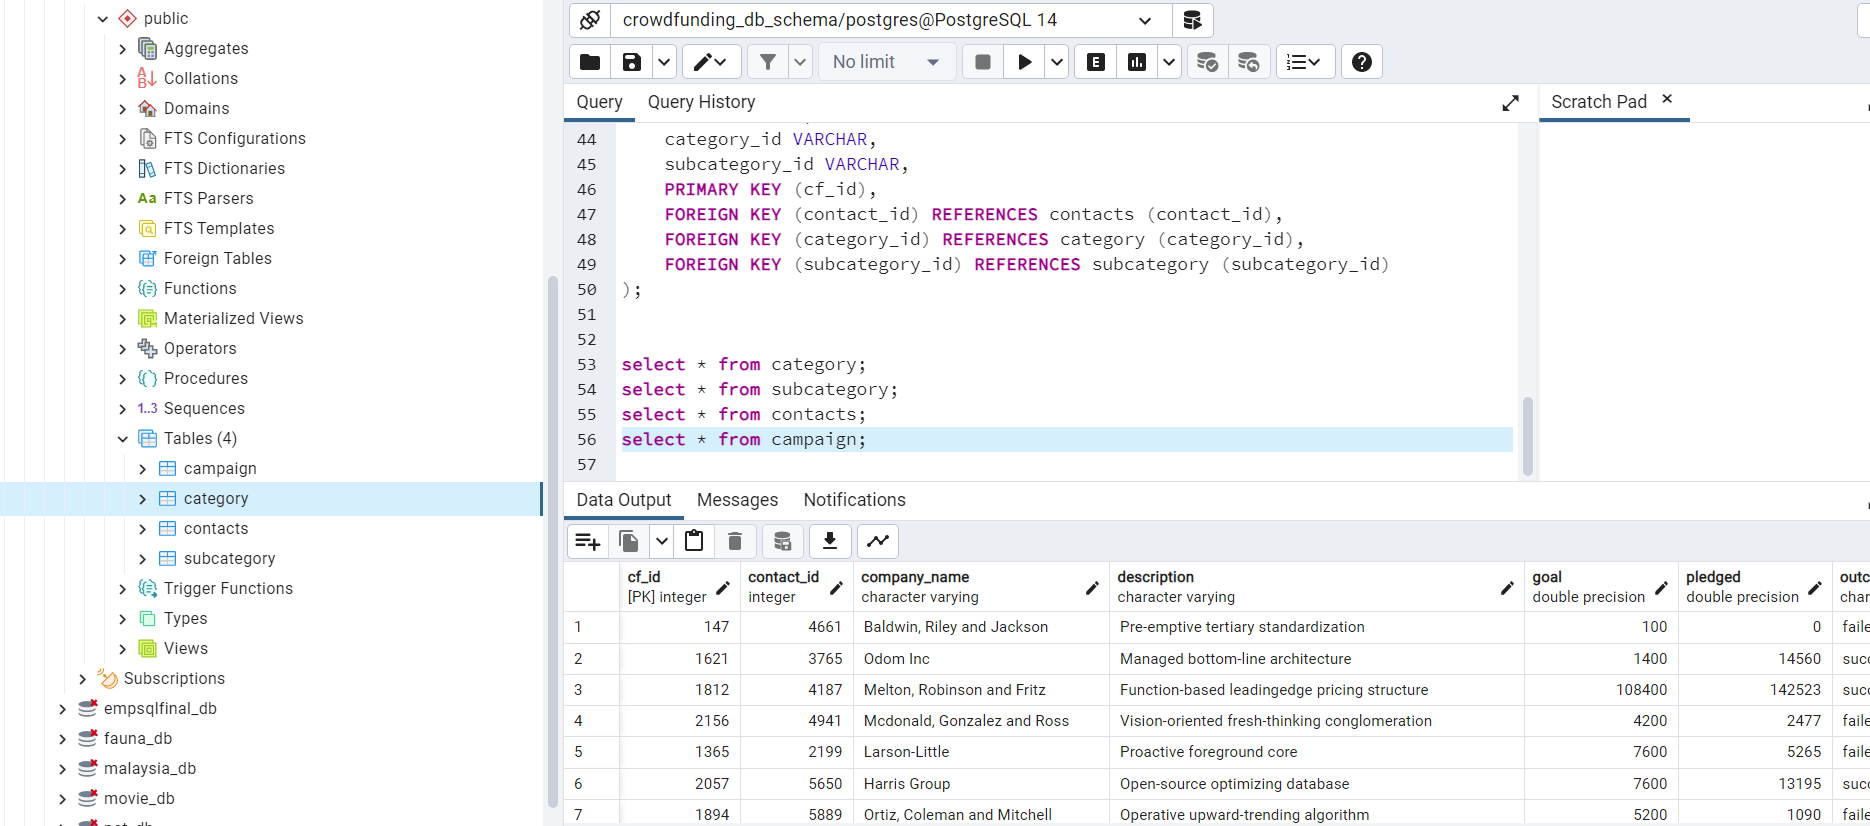 public
Aggregates
Collations
Domains
FTS Configurations
FTS Dictionaries
Aa FTS Parsers
FTS Templates
Foreign Tables
Functions
Materialized Views
Operators
Procedures
1..3 Sequences
Tables (4)
campaign
category
contacts
subcategory
Trigger Functions
Types
Views
Subscriptions
empsqlfinal_db
fauna_db
malaysia_db
movie_db
crowdfunding_db_schema/postgres@PostgreSQL 14
No limit
E
Query Query History
Scratch Pad
44 category_id VARCHAR,
45 subcategory_id VARCHAR,
46 PRIMARY KEY (cf_id),
47 FOREIGN KEY (contact_id) REFERENCES contacts (contact_id),
48 FOREIGN KEY (category_id) REFERENCES category (category_id),
49 FOREIGN KEY (subcategory_id) REFERENCES subcategory (subcategory_id)
50 );
51
52
53 select * from category;
54 select * from subcategory;
55 select * from contacts;
56 select * from campaign;
57
Data Output Messages Notifications
cf_id contact_id company_name description goal pledged outc
[PK] integer integer character varying character varying double precision double precision char
1 147 4661 Baldwin, Riley and Jackson Pre-emptive tertiary standardization 100 0 faile
2 1621 3765 Odom Inc Managed bottom-line architecture 1400 14560 succ
3 1812 4187 Melton, Robinson and Fritz Function-based leadingedge pricing structure 108400 142523 succ
4 2156 4941 Mcdonald, Gonzalez and Ross Vision-oriented fresh-thinking conglomeration 4200 2477 faile
5 1365 2199 Larson-Little Proactive foreground core 7600 5265 faile
6 2057 5650 Harris Group Open-source optimizing database 7600 13195 succ
7 1894 5889 Ortiz, Coleman and Mitchell Operative upward-trending algorithm 5200 1090 faile